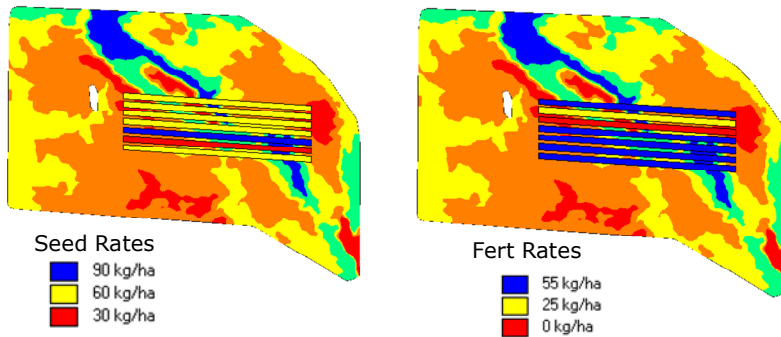 Seed Rates
90 kg/ha
60 kg/ha
30 kg/ha
Fert Rates
55 kg/ha
25 kg/ha
0 kg/ha